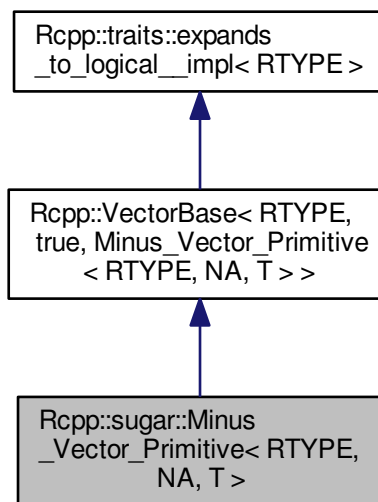 Rcpp::traits::expands
_to_logical__impl< RTYPE >
Rcpp::VectorBase< RTYPE,
true, Minus_Vector_Primitive
< RTYPE, NA, T > >
Rcpp::sugar::Minus
_Vector_Primitive< RTYPE,
NA, T >